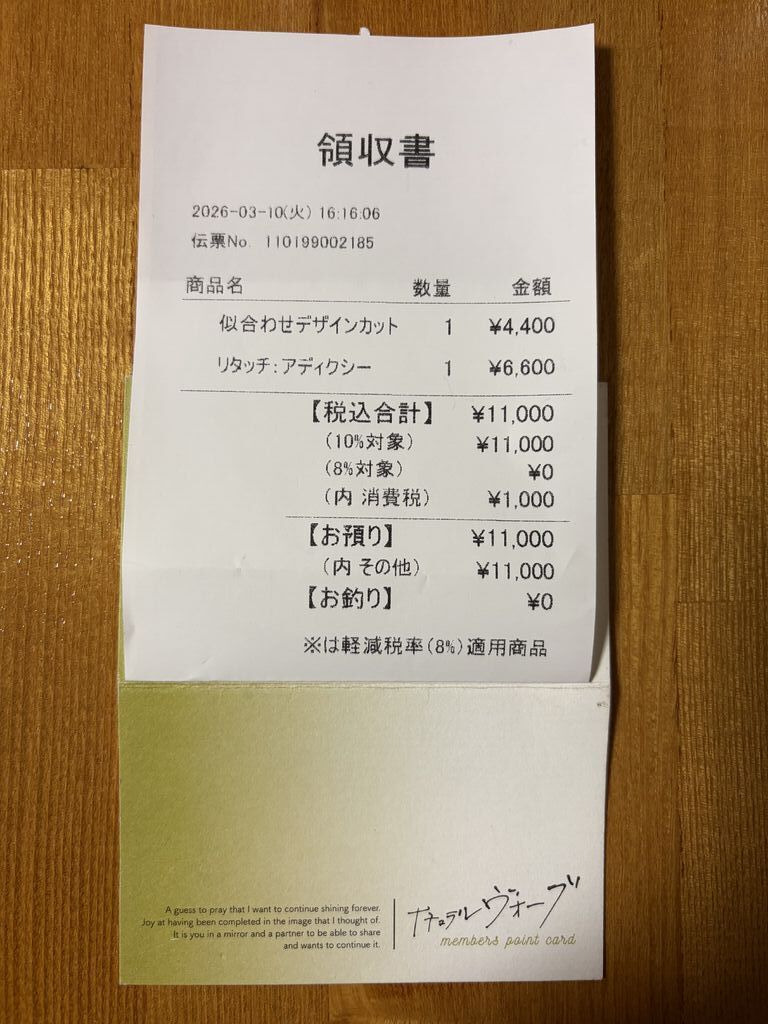 領収書
2026-03-10(火) 16:16:06
伝票No. 110199002185
商品名 数量 金額
似合わせデザインカット 1 ¥4,400
リタッチ:アディクシー 1 ¥6,600
【税込合計】 ¥11,000
(10%対象) ¥11,000
(8%対象) ¥0
(内 消費税) ¥1,000
【お預り】 ¥11,000
(内 その他) ¥11,000
【お釣り】 ¥0
※は軽減税率(8%)適用商品
A guess to pray that I want to continue shining forever.
Joy at having been completed in the image that I thought of.
It is you in a mirror and a partner to be able to share
and wants to continue it.
ナチュラルヴォーブ
members point card